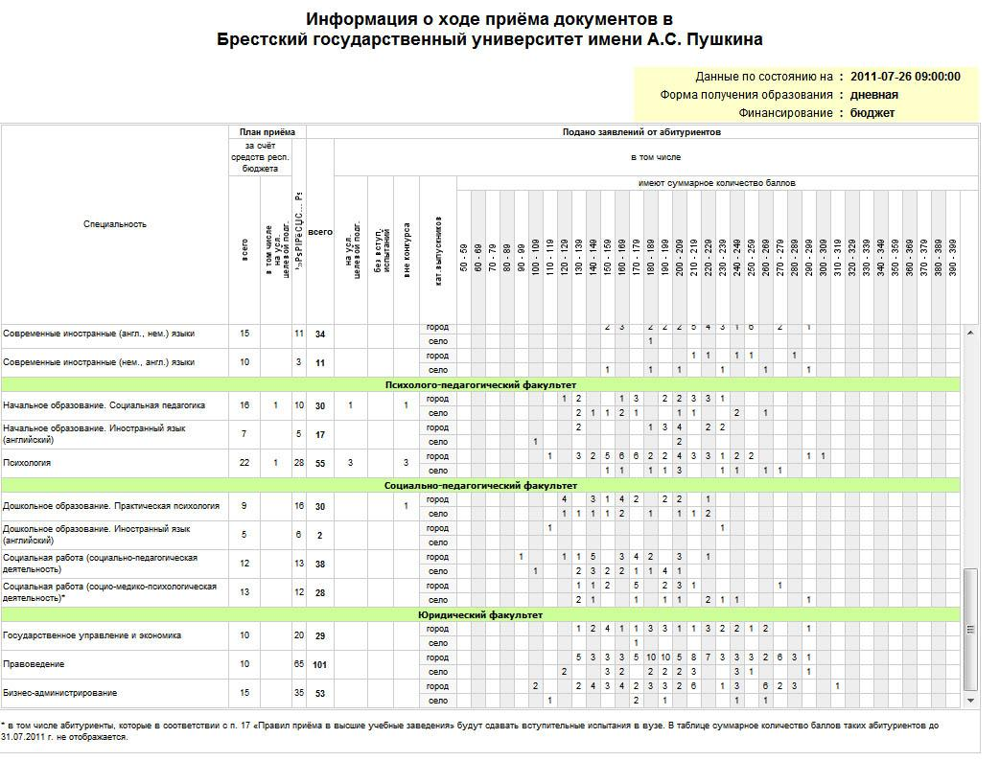 Информация о ходе приёма документов в
Брестский государственный университет имени А.С. Пушкина
Данные по состоянию на : 2011-07-26 09:00:00
Форма получения образования : дневная
Финансирование : бюджет
Специальность
План приёма
за счёт
средств респ.
бюджета
всего
в том числе
на усл.
целевой подг.
Подано заявлений от абитуриентов
всего
в том числе
на усл.
целевой подг.
без вступ.
испытаний
вне конкурса
кат.выпускников
имеют суммарное количество баллов
50 - 59 60 - 69 70 - 79 80 - 89 90 - 99 100 - 109 110 - 119 120 - 129 130 - 139 140 - 149 150 - 159 160 - 169 170 - 179 180 - 189 190 - 199 200 - 209 210 - 219 220 - 229 230 - 239 240 - 249 250 - 259 260 - 269 270 - 279 280 - 289 290 - 299 300 - 309 310 - 319 320 - 329 330 - 339 340 - 349 350 - 359 360 - 369 370 - 379 380 - 389 390 - 399
Современные иностранные (англ., нем.) языки 15 11 34
город 2 3 2 2 2 5 4 3 1 6 2 1
село 1
Современные иностранные (нем., англ.) языки 10 3 11
город 1 1 1 1 1
село 1 1 1 1 1 1
Психолого-педагогический факультет
Начальное образование. Социальная педагогика 16 1 10 30 1 1
город 1 2 1 3 2 2 3 3 1
село 2 1 1 2 1 1 1 2 1
Начальное образование. Иностранный язык
(английский) 7 5 17
город 2 1 3 4 2 2
село 1 2
Психология 22 1 28 55 3 3
город 1 3 2 5 6 6 2 2 4 3 3 1 2 2 1 1
село 1 1 1 1 3 1 1 1 1
Социально-педагогический факультет
Дошкольное образование. Практическая психология 9 16 30 1
город 4 3 1 4 2 2 2 1
село 1 1 1 1 2 1 1 1 2
Дошкольное образование. Иностранный язык
(английский) 5 6 2
город 1 1
село
Социальная работа (социально-педагогическая
деятельность) 12 13 38
город 1 1 1 5 3 4 2 3 1
село 1 2 3 2 2 1 1 4 1
Социальная работа (социо-медико-психологическая
деятельность)* 13 12 28
город 1 1 2 5 2 3 1 1
село 2 1 1 1 1 2 1 1 1
Юридический факультет
Государственное управление и экономика 10 20 29
город 1 2 4 1 1 3 3 1 1 3 2 2 1 2 1
село 1
Правоведение 10 65 101
город 5 3 3 3 5 10 10 5 8 7 3 3 3 2 6 3 1
село 2 3 2 2 2 2 3 3 1 1
Бизнес-администрирование 15 35 53
город 2 2 4 3 4 2 3 3 2 6 1 3 6 2 3 1
село 1 2 1 1 1
* в том числе абитуриенты, которые в соответствии с п. 17 «Правил приёма в высшие учебные заведения» будут сдавать вступительные испытания в вузе. В таблице суммарное количество баллов таких абитуриентов до
31.07.2011 г. не отображается.